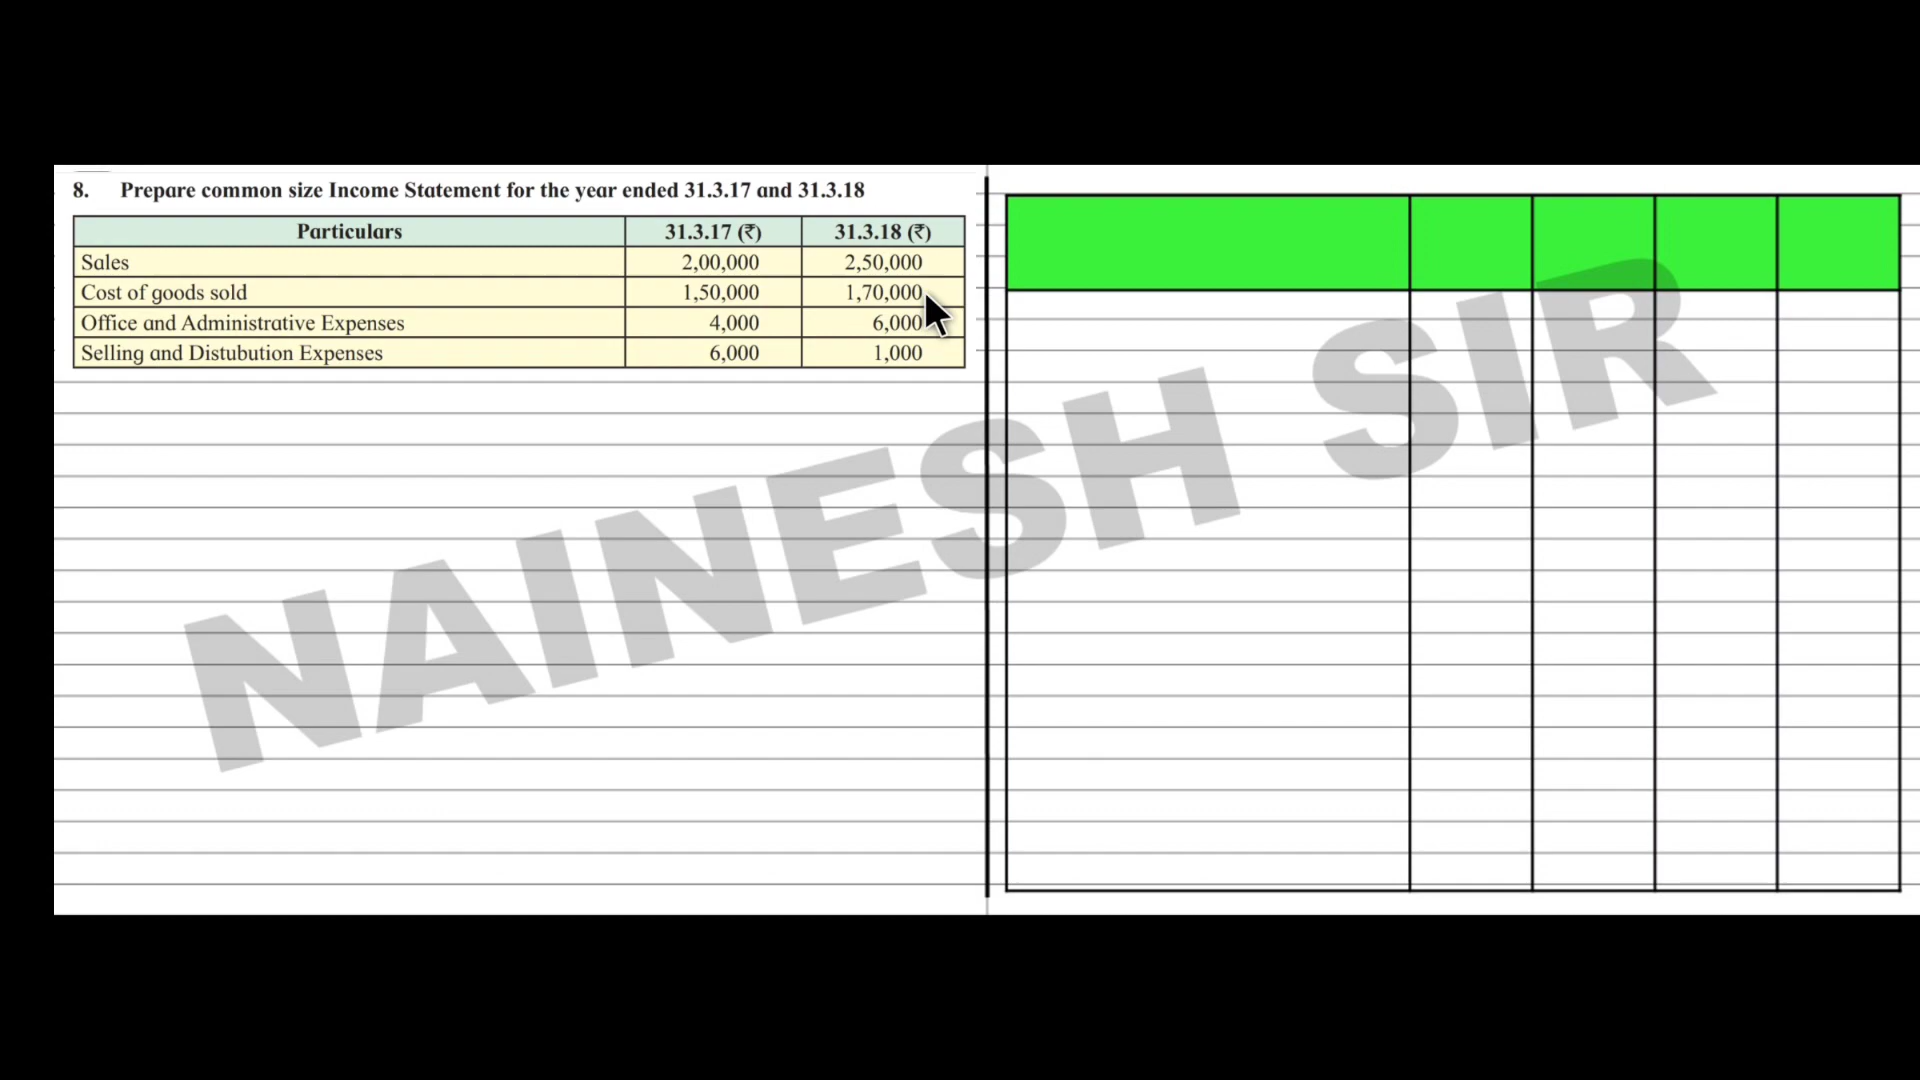 8. Prepare common size Income Statement for the year ended 31.3.17 and 31.3.18
Particulars 31.3.17 (₹) 31.3.18 (₹)
Sales 2,00,000 2,50,000
Cost of goods sold 1,50,000 1,70,000
Office and Administrative Expenses 4,000 6,000
Selling and Distubution Expenses 6,000 1,000
NAINESH SIR